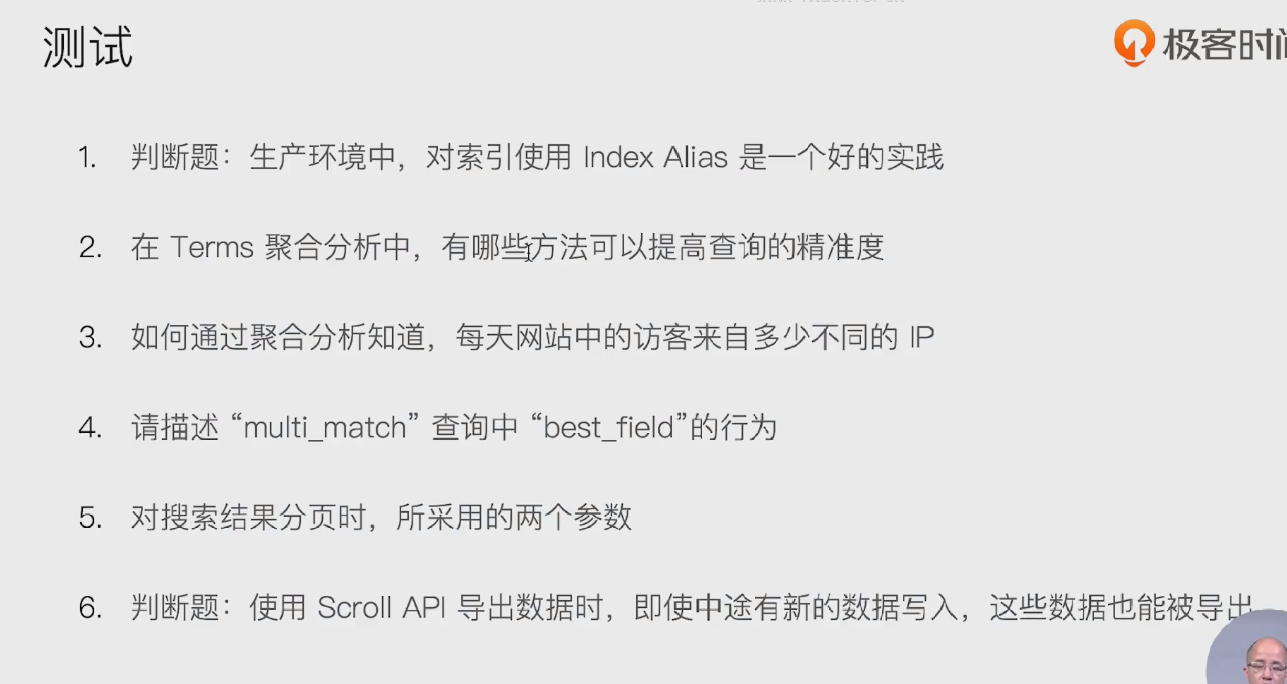 测试
极客时间
1. 判断题：生产环境中，对索引使用 Index Alias 是一个好的实践
2. 在 Terms 聚合分析中，有哪些方法可以提高查询的精准度
3. 如何通过聚合分析知道，每天网站中的访客来自多少不同的 IP
4. 请描述 “multi_match” 查询中 “best_field”的行为
5. 对搜索结果分页时，所采用的两个参数
6. 判断题：使用 Scroll API 导出数据时，即使中途有新的数据写入，这些数据也能被导出